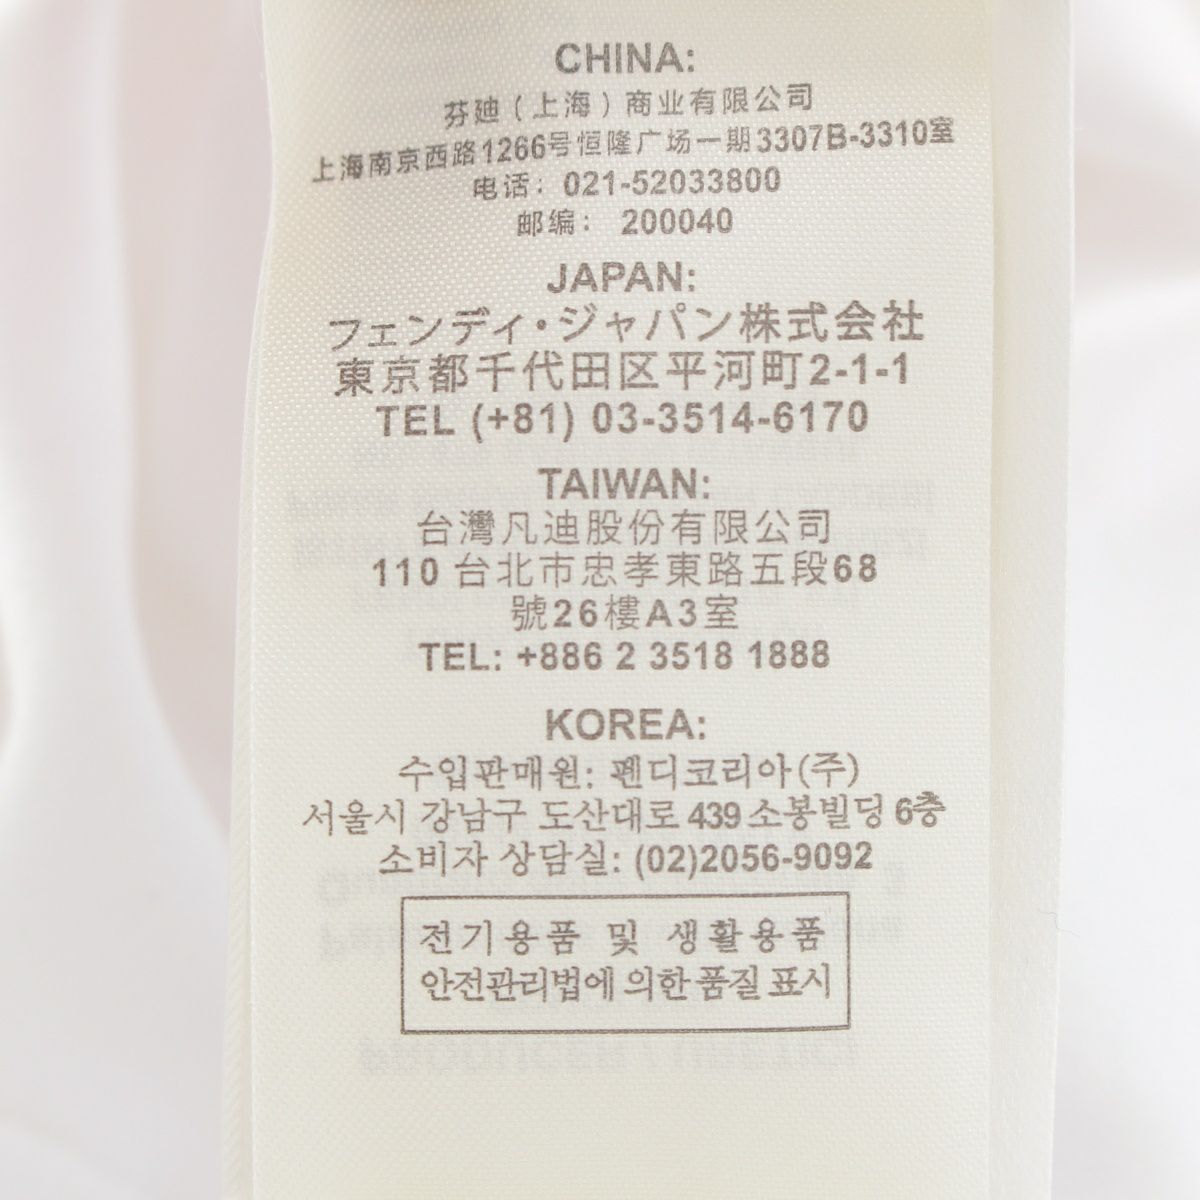 CHINA:
芬迪（上海）商业有限公司
上海南京西路1266号恒隆广场一期3307B-3310室
电话：021-52033800
邮编： 200040
JAPAN:
フェンディ・ジャパン株式会社
東京都千代田区平河町2-1-1
TEL (+81) 03-3514-6170
TAIWAN:
台灣凡迪股份有限公司
110 台北市忠孝東路五段68
號26樓A3室
TEL: +886 2 3518 1888
KOREA:
수입판매원: 펜디코리아(주)
서울시 강남구 도산대로 439 소봉빌딩 6층
소비자 상담실: (02)2056-9092
전기용품 및 생활용품
안전관리법에 의한 품질 표시